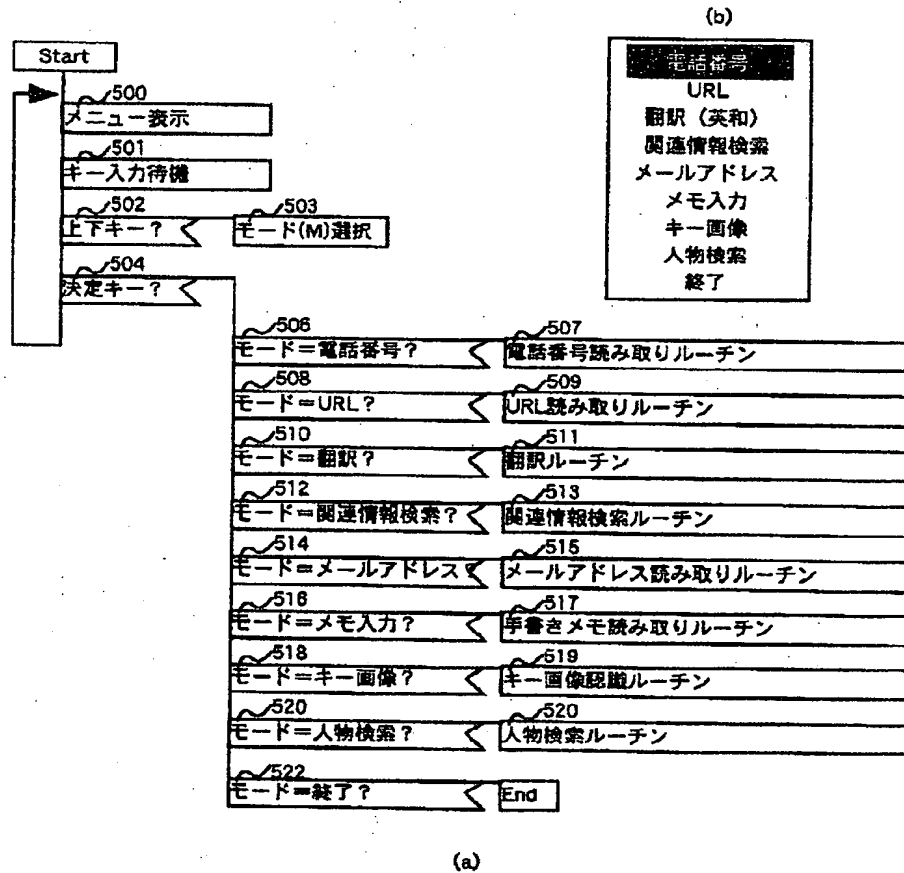 (b)
Start
電話番号
URL
翻訳（英和）
関連情報検索
メールアドレス
メモ入力
キー画像
人物検索
終了
500
メニュー表示
501
キー入力待機
502
上下キー？
503
モード(M)選択
504
決定キー？
506
モード＝電話番号？
507
電話番号読み取りルーチン
508
モード＝URL？
509
URL読み取りルーチン
510
モード＝翻訳？
511
翻訳ルーチン
512
モード＝関連情報検索？
513
関連情報検索ルーチン
514
モード＝メールアドレス？
515
メールアドレス読み取りルーチン
516
モード＝メモ入力？
517
手書きメモ読み取りルーチン
518
モード＝キー画像？
519
キー画像認識ルーチン
520
モード＝人物検索？
520
人物検索ルーチン
522
モード＝終了？
End
(a)